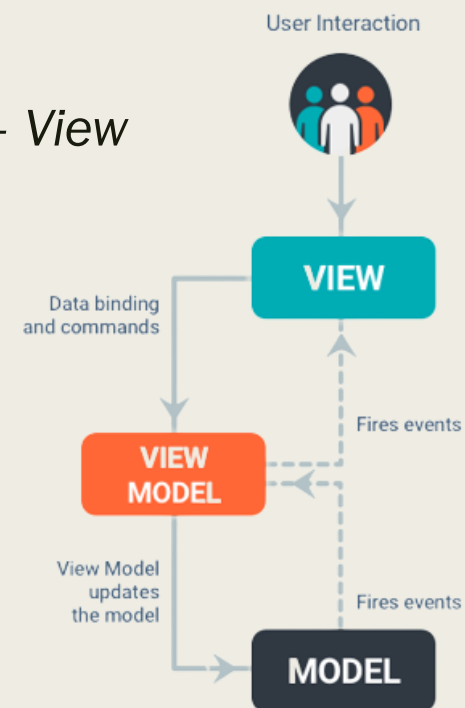 User Interaction
- View
VIEW
Data binding
and commands
Fires events
VIEW
MODEL
View Model
updates
the model
Fires events
MODEL